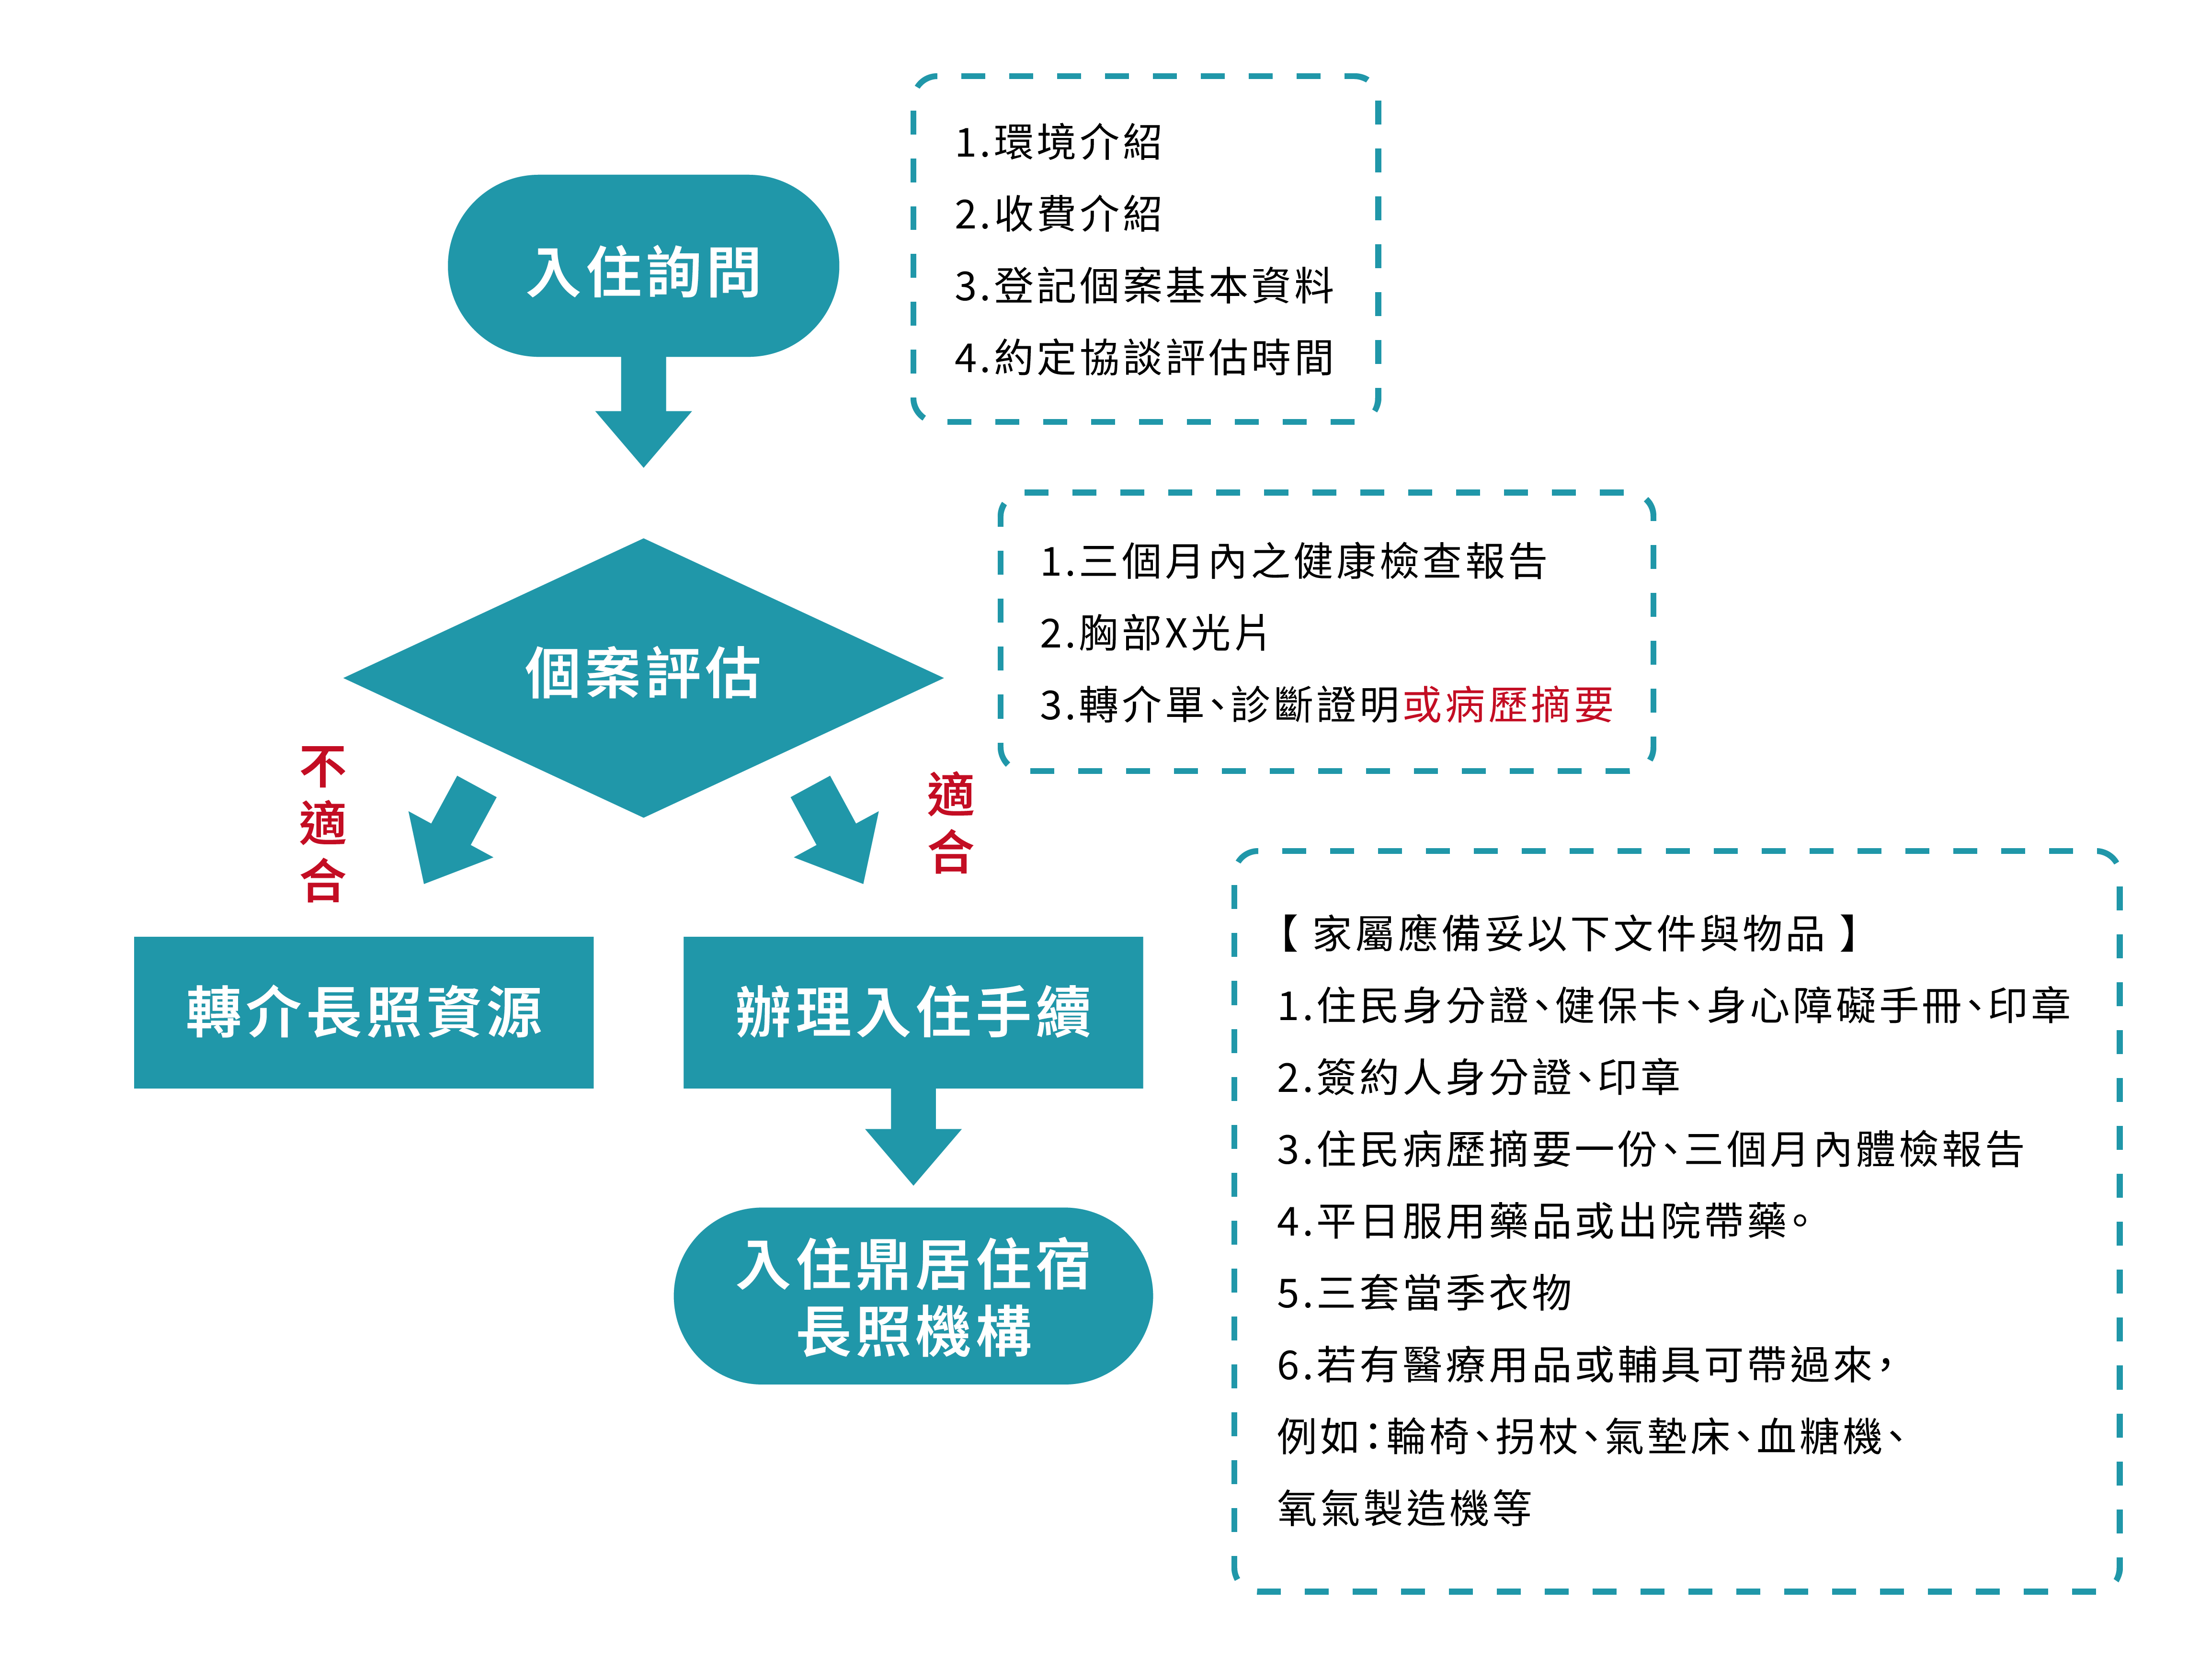 入住詢問
1.環境介紹
2.收費介紹
3.登記個案基本資料
4.約定協談評估時間
個案評估
1.三個月內之健康檢查報告
2.胸部X光片
3.轉介單、診斷證明或病歷摘要
不適合
適合
轉介長照資源
辦理入住手續
入住鼎居住宿
長照機構
【 家屬應備妥以下文件與物品 】
1.住民身分證、健保卡、身心障礙手冊、印章
2.簽約人身分證、印章
3.住民病歷摘要一份、三個月內體檢報告
4.平日服用藥品或出院帶藥。
5.三套當季衣物
6.若有醫療用品或輔具可帶過來，
例如：輪椅、拐杖、氣墊床、血糖機、
氧氣製造機等